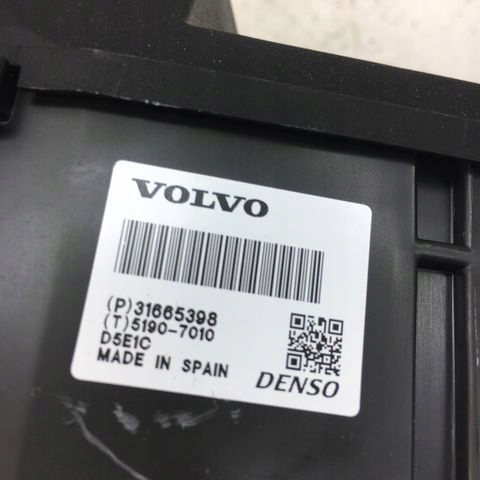 VOLVO
(P)31665398
(T)5190-7010
D5E1C
MADE IN SPAIN
DENSO